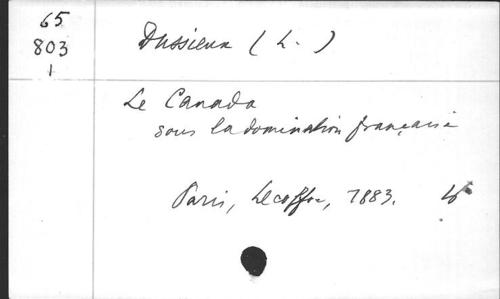 65
803
1
Dussieux (L.)
Le Canada
sous la domination française
Paris, Lecoffre, 1883.